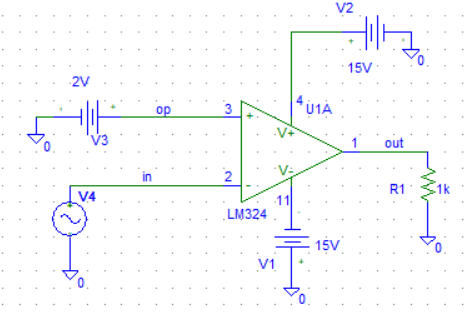 V2
15V
0
2V
V3
0
op
3
+
4
U1A
V+
1
out
in
2
-
V-
11
LM324
V4
0
R1
1k
0
V1
15V
0